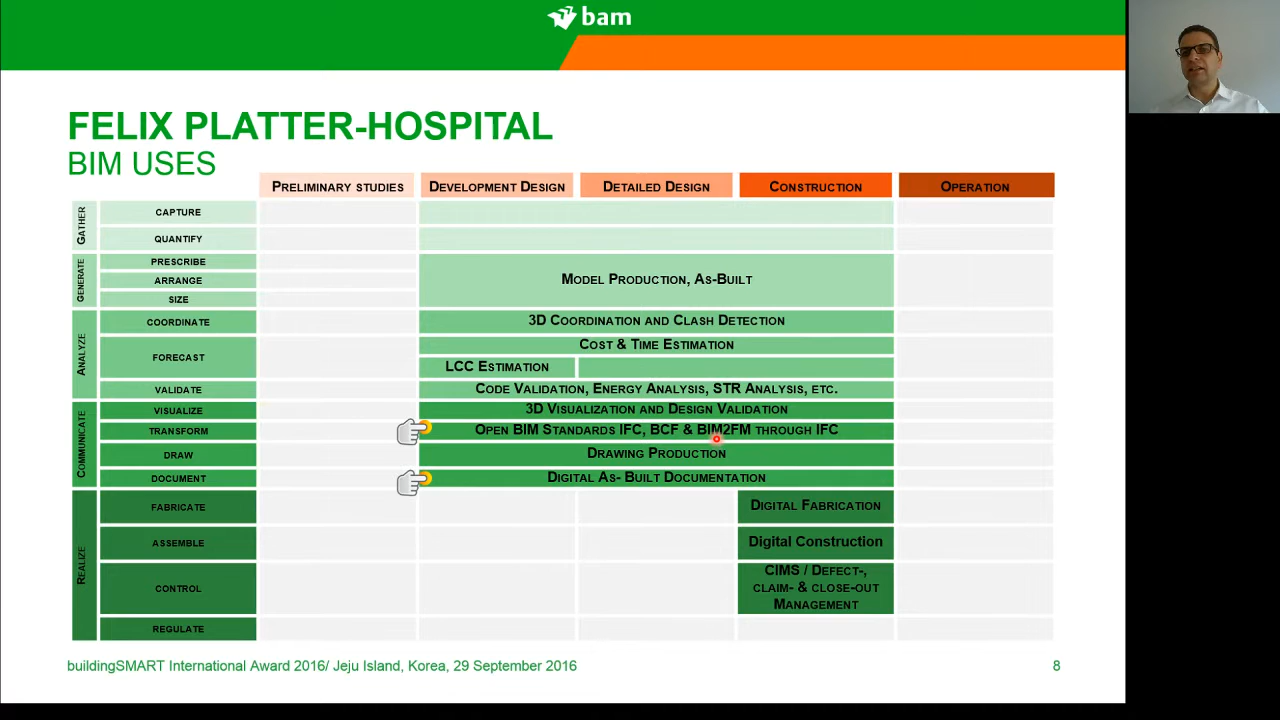 bam
FELIX PLATTER-HOSPITAL
BIM USES
PRELIMINARY STUDIES
DEVELOPMENT DESIGN
DETAILED DESIGN
CONSTRUCTION
OPERATION
GATHER
CAPTURE
QUANTIFY
GENERATE
PRESCRIBE
ARRANGE
SIZE
MODEL PRODUCTION, AS-BUILT
ANALYZE
COORDINATE
3D COORDINATION AND CLASH DETECTION
FORECAST
COST & TIME ESTIMATION
LCC ESTIMATION
VALIDATE
CODE VALIDATION, ENERGY ANALYSIS, STR ANALYSIS, ETC.
COMMUNICATE
VISUALIZE
3D VISUALIZATION AND DESIGN VALIDATION
TRANSFORM
OPEN BIM STANDARDS IFC, BCF & BIM2FM THROUGH IFC
DRAW
DRAWING PRODUCTION
DOCUMENT
DIGITAL AS- BUILT DOCUMENTATION
REALIZE
FABRICATE
DIGITAL FABRICATION
ASSEMBLE
Digital Construction
CONTROL
CIMS / DEFECT-,
CLAIM- & CLOSE-OUT
MANAGEMENT
REGULATE
buildingSMART International Award 2016/ Jeju Island, Korea, 29 September 2016
8